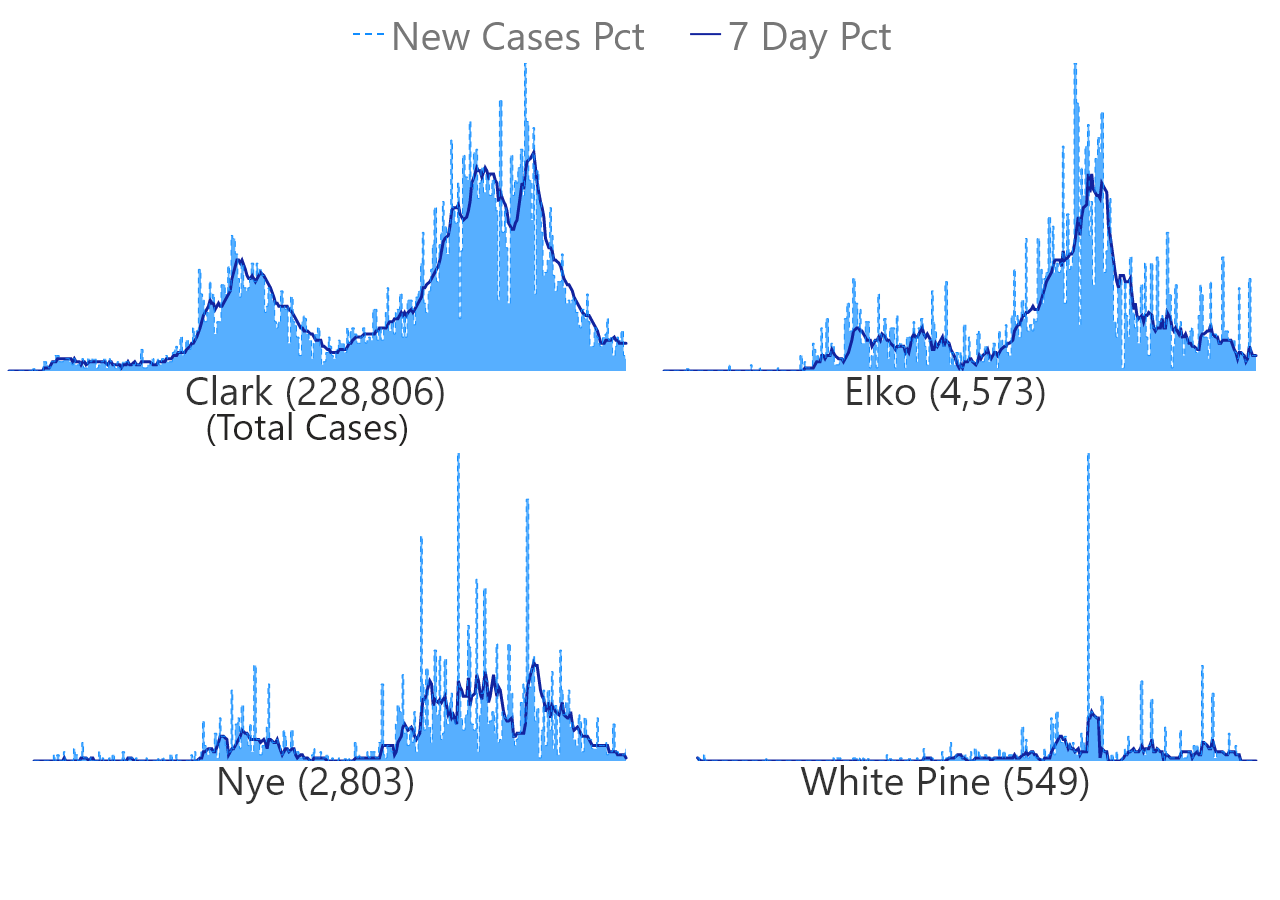 New Cases Pct 7 Day Pct
Clark (228,806) Elko (4,573)
(Total Cases)
Nye (2,803) White Pine (549)